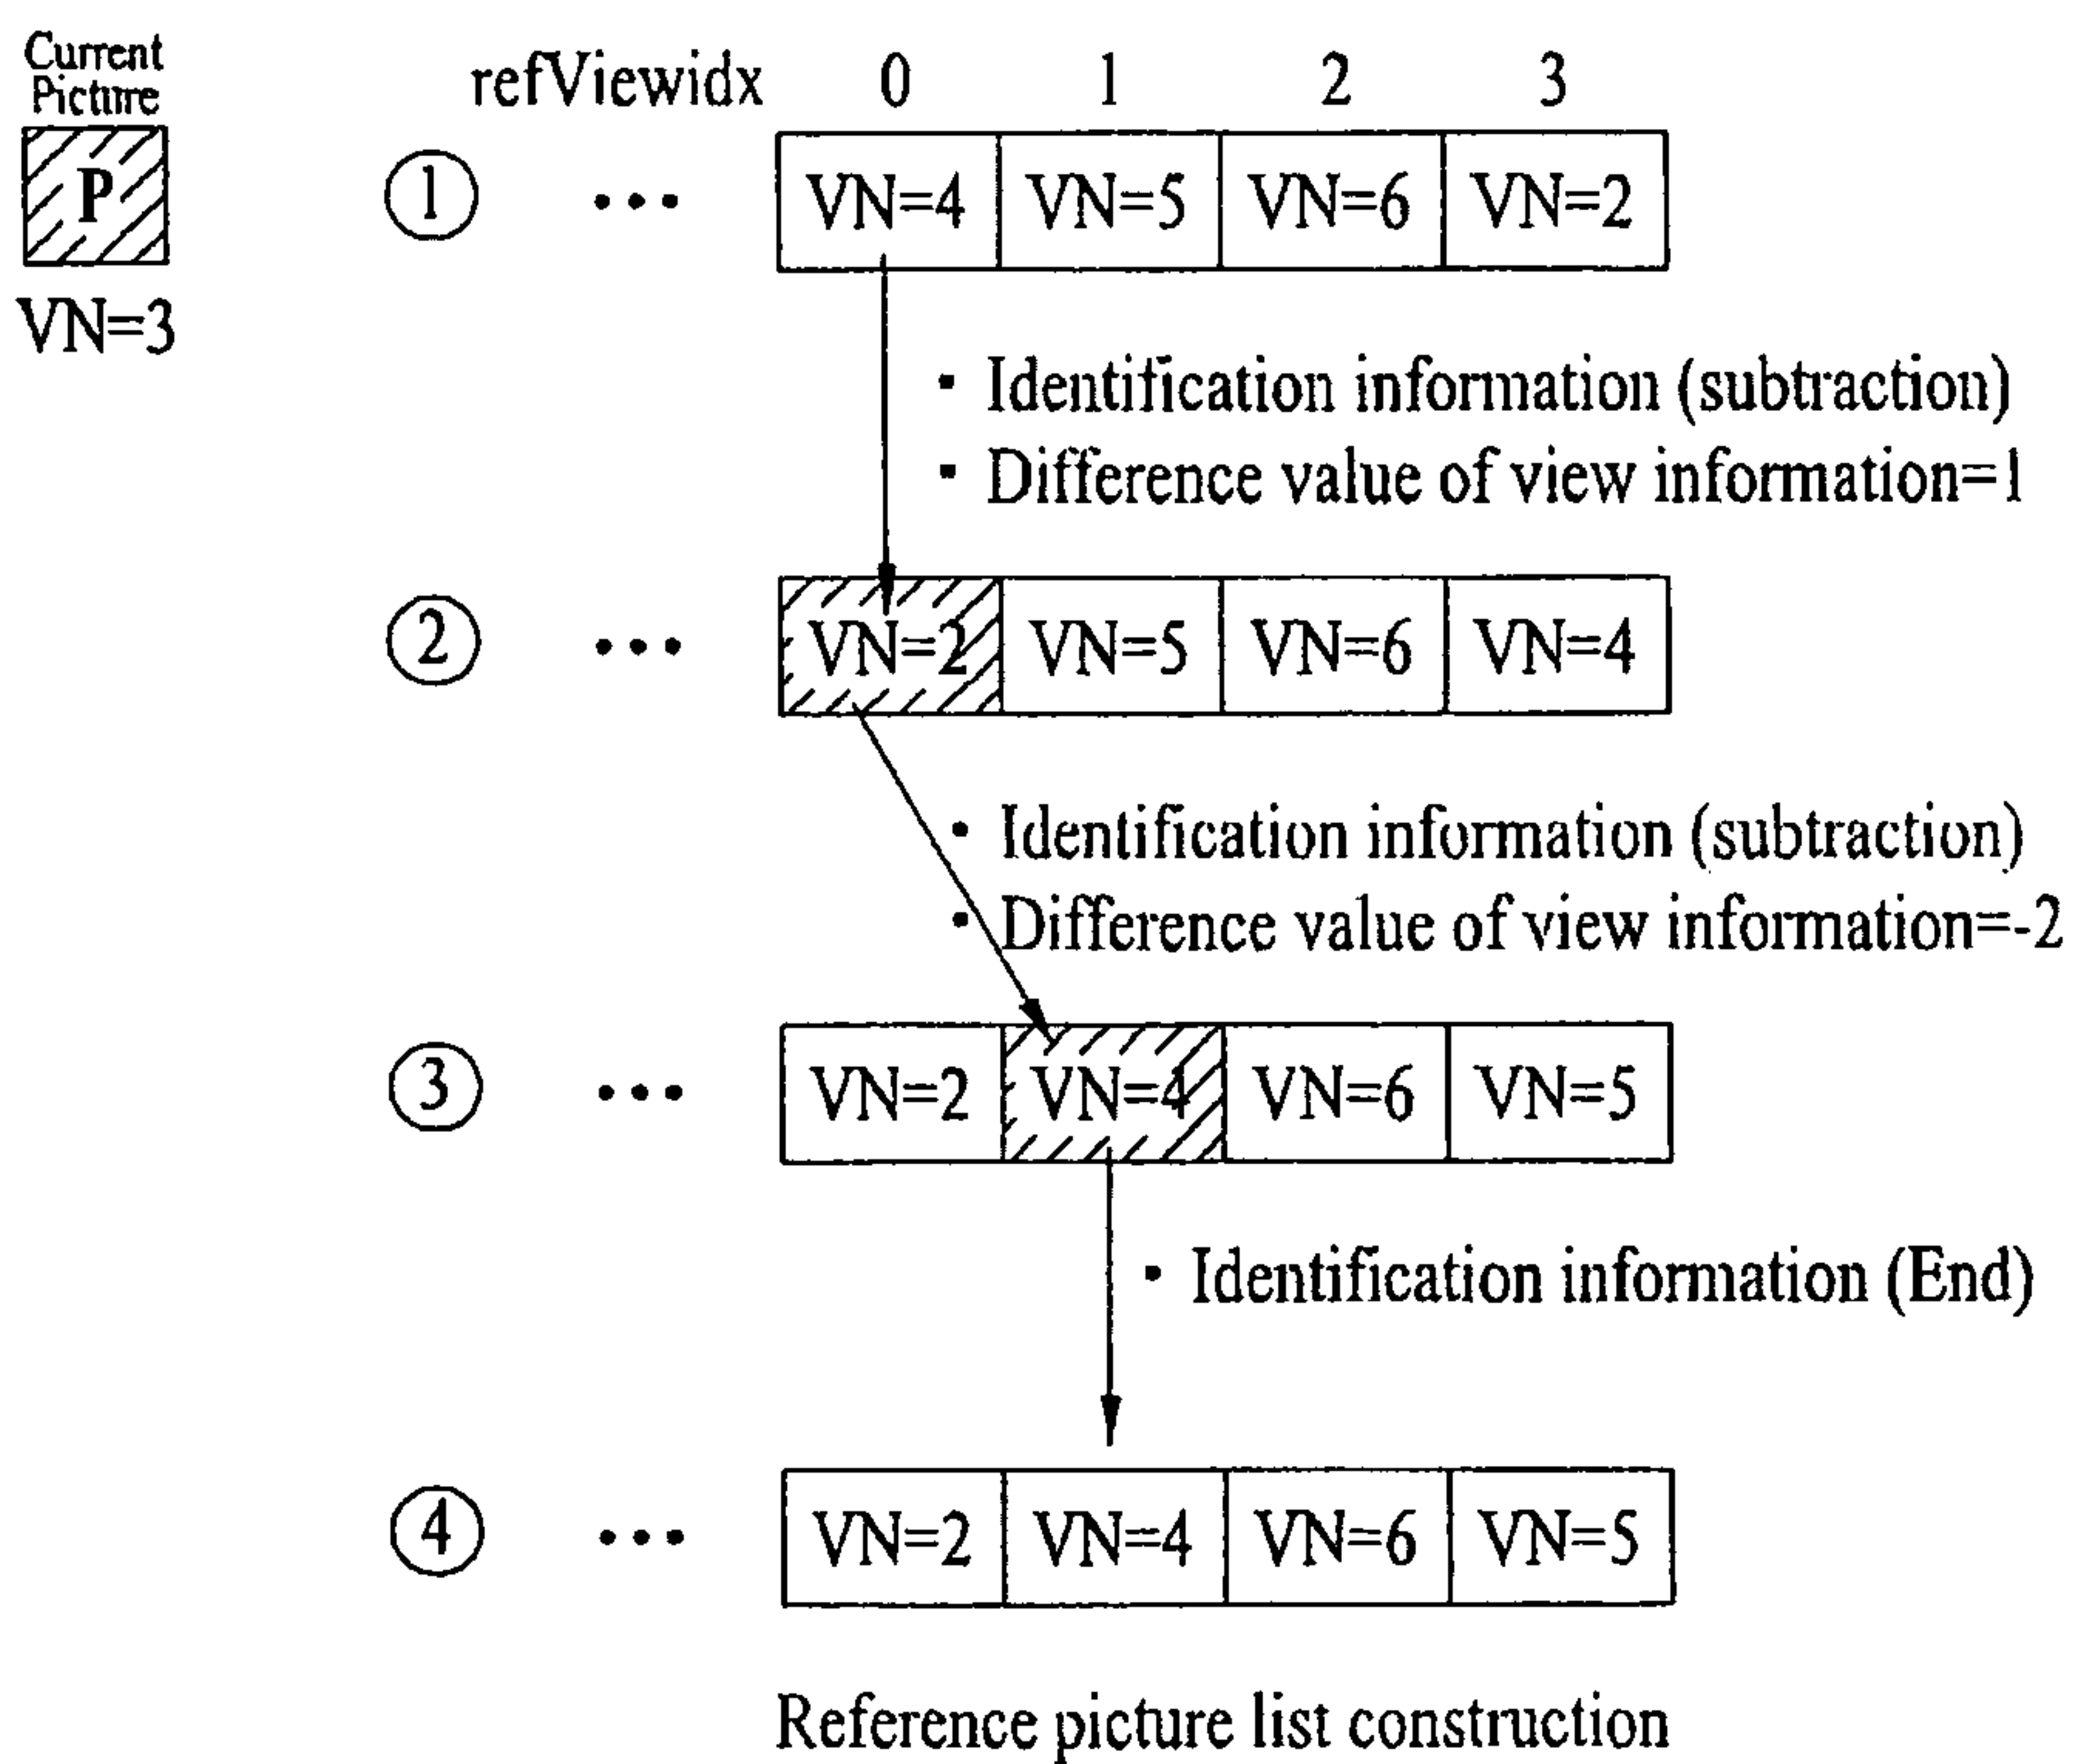 Current
Picture
P
VN=3
refViewidx 0 1 2 3
① ••• VN=4 VN=5 VN=6 VN=2
• Identification information (subtraction)
• Difference value of view information=1
② ••• VN=2 VN=5 VN=6 VN=4
• Identification information (subtraction)
• Difference value of view information=-2
③ ••• VN=2 VN=4 VN=6 VN=5
• Identification information (End)
④ ••• VN=2 VN=4 VN=6 VN=5
Reference picture list construction